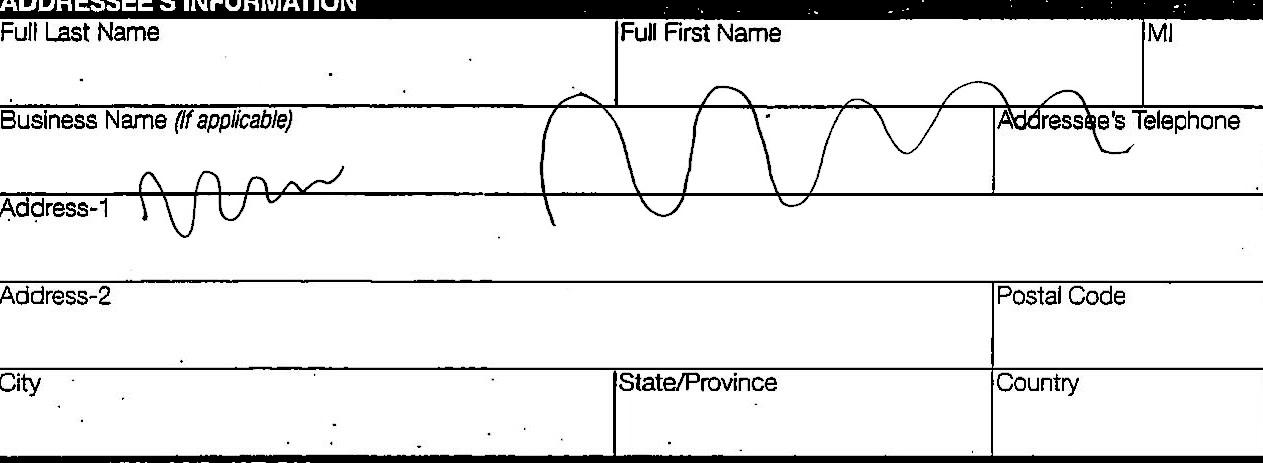 ADDRESSEE'S INFORMATION
Full Last Name Full First Name MI
Business Name (If applicable) Addressee's Telephone
Address-1
Address-2 Postal Code
City State/Province Country